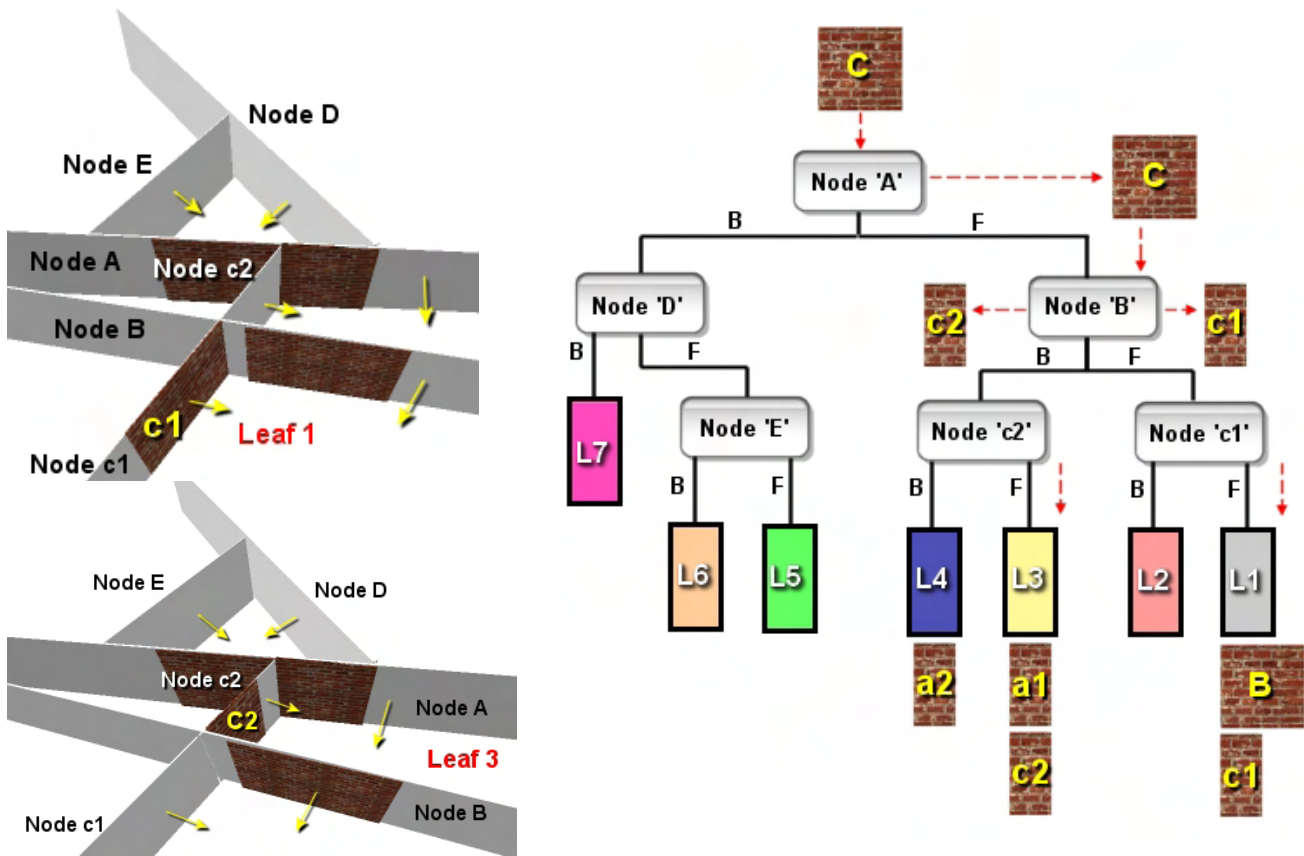 Node D
Node E
Node A
Node c2
Node B
c1
Leaf 1
Node c1
Node E
Node D
Node c2
C2
Node A
Leaf 3
Node c1
Node B
C
Node 'A'
C
B
F
Node 'D'
c2
Node 'B'
c1
B
F
B
F
L7
Node 'E'
Node 'c2'
Node 'c1'
B
F
B
F
B
F
L6
L5
L4
L3
L2
L1
a2
a1
B
c2
c1